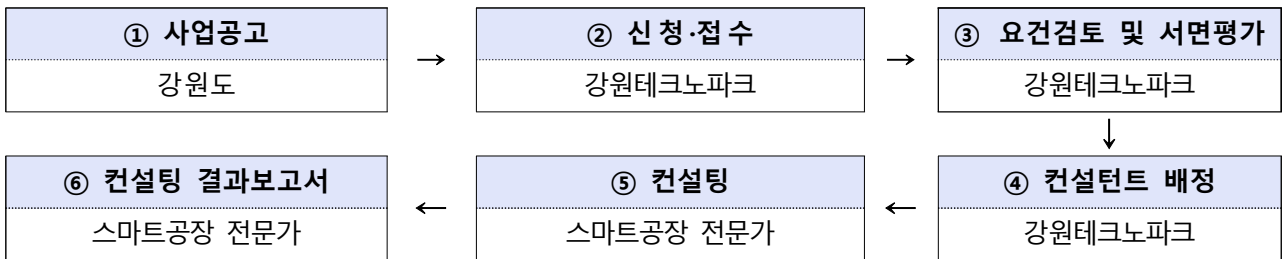 ① 사업공고
강원도
→
② 신청·접수
강원테크노파크
→
③ 요건검토 및 서면평가
강원테크노파크
↓
④ 컨설턴트 배정
강원테크노파크
←
⑤ 컨설팅
스마트공장 전문가
←
⑥ 컨설팅 결과보고서
스마트공장 전문가